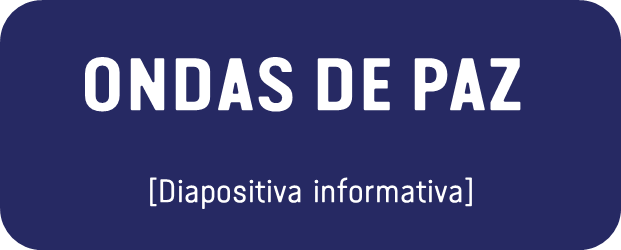 ONDAS DE PAZ
[Diapositiva informativa]